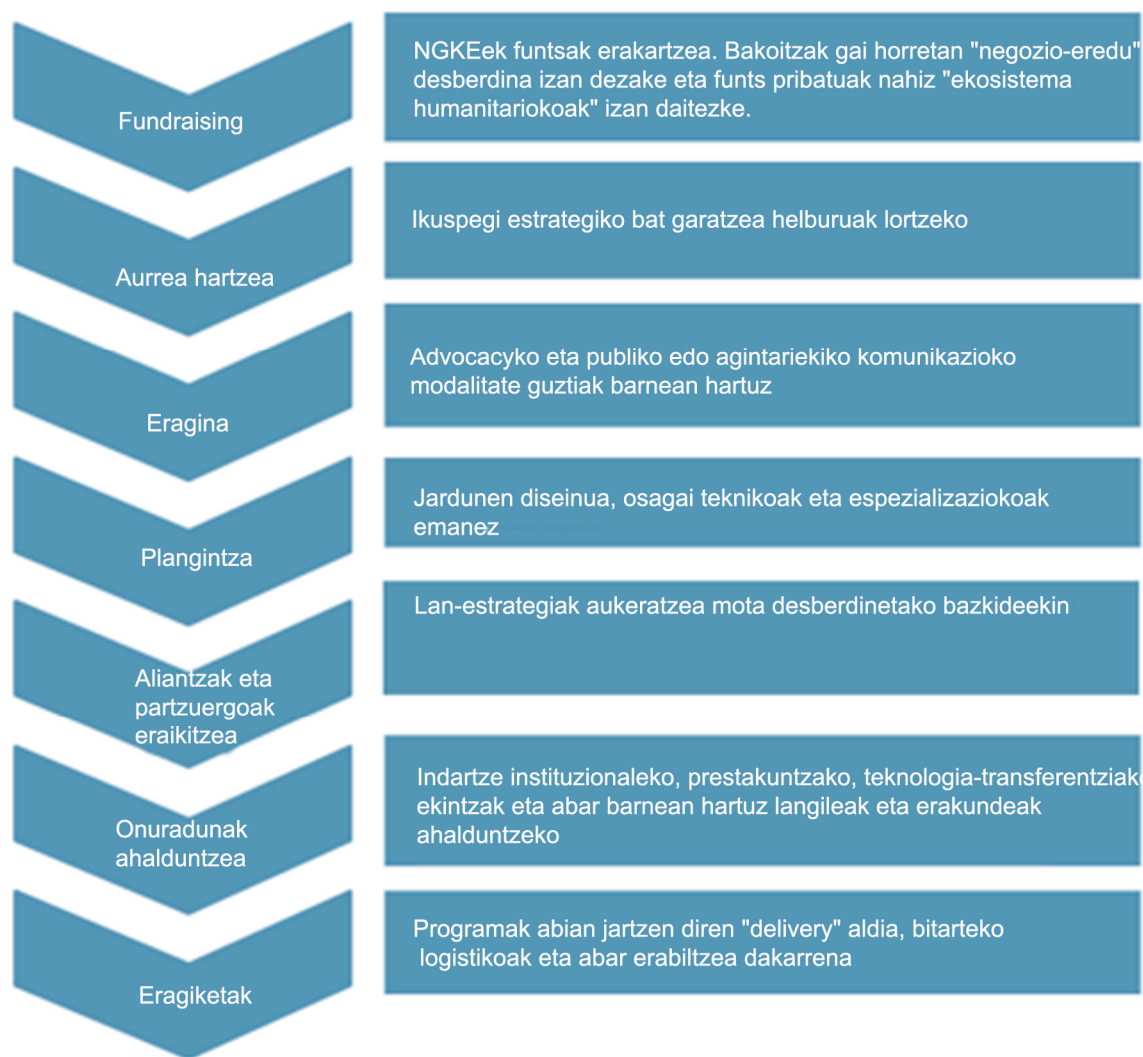 Fundraising
NGKEek funtsak erakartzea. Bakoitzak gai horretan "negozio-eredu"
desberdina izan dezake eta funts pribatuak nahiz "ekosistema
humanitariokoak" izan daitezke.
Aurrea hartzea
Ikuspegi estrategiko bat garatzea helburuak lortzeko
Eragina
Advocacyko eta publiko edo agintariekiko komunikazioko
modalitate guztiak barnean hartuz
Plangintza
Jardunen diseinua, osagai teknikoak eta espezializaziokoak
emanez
Aliantzak eta
partzuergoak
eraikitzea
Lan-estrategiak aukeratzea mota desberdinetako bazkideekin
Onuradunak
ahalduntzea
Indartze instituzionaleko, prestakuntzako, teknologia-transferentziako
ekintzak eta abar barnean hartuz langileak eta erakundeak
ahalduntzeko
Eragiketak
Programak abian jartzen diren "delivery" aldia, bitarteko
logistikoak eta abar erabiltzea dakarrena